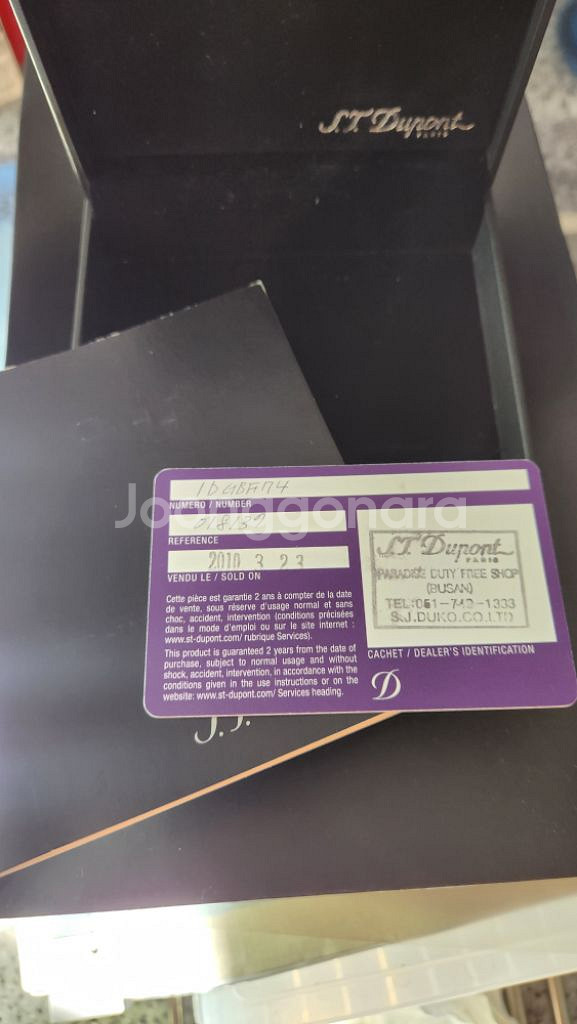 S.T. Dupont
PARIS
NUMERO / NUMBER
018137
REFERENCE
2010 3 23
VENDU LE / SOLD ON
Cette pièce est garantie 2 ans à compter de la date
de vente, sous réserve d'usage normal et sans
choc, accident, intervention (conditions précisées
dans le mode d'emploi ou sur le site internet :
www.st-dupont.com/ rubrique Services).
This product is guaranteed 2 years from the date of
purchase, subject to normal usage and without
shock, accident, intervention, in accordance with the
conditions given in the use instructions or on the
website: www.st-dupont.com/ Services heading.
S.T. Dupont
PARIS
PARADISE DUTY FREE SHOP
(BUSAN)
TEL:051-742-1333
S.J.DUKO.CO.LTD
CACHET / DEALER'S IDENTIFICATION
D
S.T.
Joonggonara